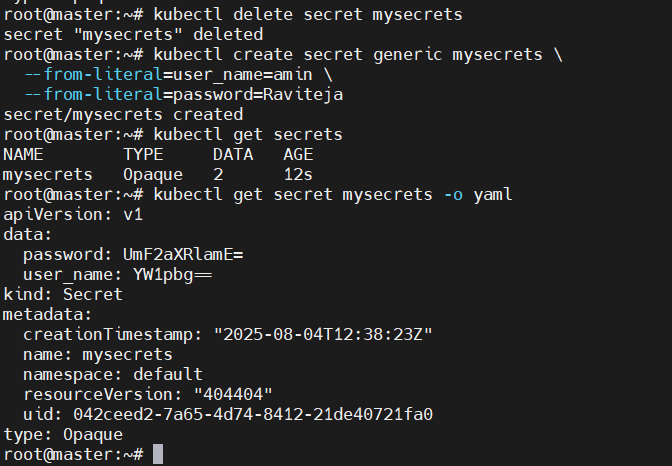 root@master:~# kubectl delete secret mysecrets
secret "mysecrets" deleted
root@master:~# kubectl create secret generic mysecrets \
  --from-literal=user_name=amin \
  --from-literal=password=Raviteja
secret/mysecrets created
root@master:~# kubectl get secrets
NAME        TYPE     DATA   AGE
mysecrets   Opaque   2      12s
root@master:~# kubectl get secret mysecrets -o yaml
apiVersion: v1
data:
  password: UmF2aXRlamE=
  user_name: YW1pbg==
kind: Secret
metadata:
  creationTimestamp: "2025-08-04T12:38:23Z"
  name: mysecrets
  namespace: default
  resourceVersion: "404404"
  uid: 042ceed2-7a65-4d74-8412-21de40721fa0
type: Opaque
root@master:~#